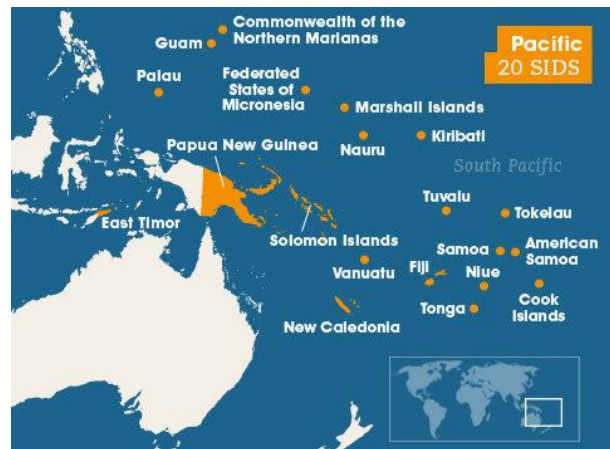 Commonwealth of the
Northern Marianas
Guam
Pacific
20 SIDS
Palau
Federated
States of
Micronesia
Marshall Islands
Papua New Guinea
Nauru
Kiribati
South Pacific
Tuvalu
Tokelau
East Timor
Solomon Islands
Samoa
American
Samoa
Vanuatu
Fiji
Niue
Cook
Islands
Tonga
New Caledonia